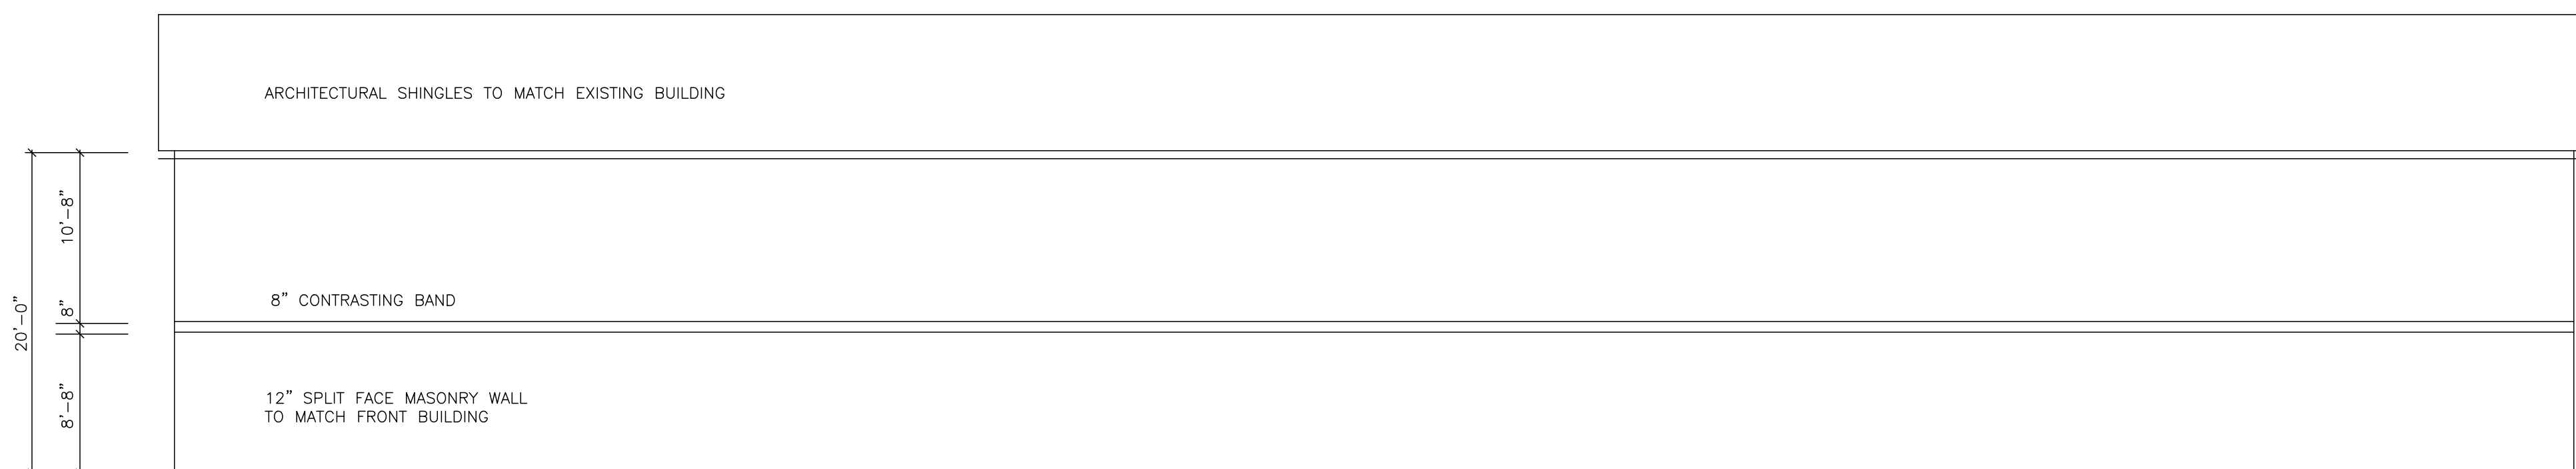 ARCHITECTURAL SHINGLES TO MATCH EXISTING BUILDING
10'-8"
8" CONTRASTING BAND
8"
20'-0"
12" SPLIT FACE MASONRY WALL
TO MATCH FRONT BUILDING
8'-8"